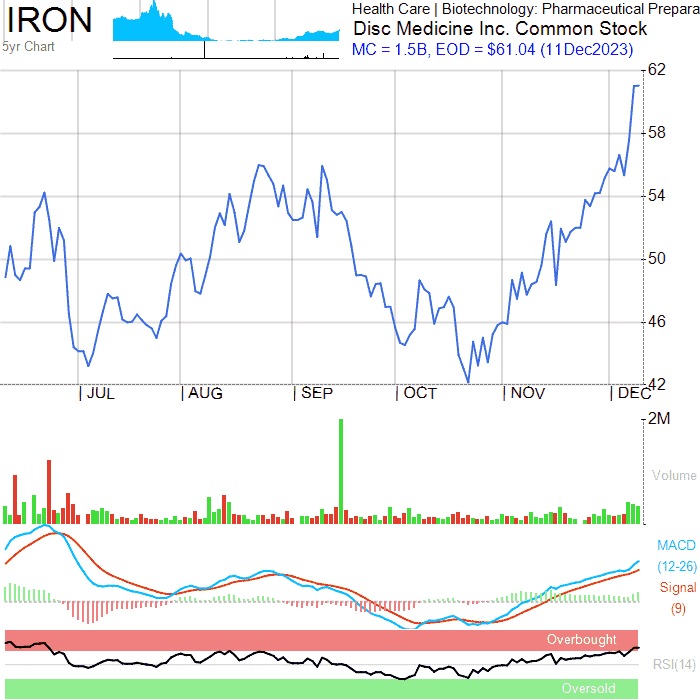 IRON
5yr Chart
Health Care | Biotechnology: Pharmaceutical Prepara
Disc Medicine Inc. Common Stock
MC = 1.5B, EOD = $61.04 (11Dec2023)
62
58
54
50
46
42
| JUL | AUG | SEP | OCT | NOV | DEC
2M
Volume
MACD
(12-26)
Signal
(9)
Overbought
RSI(14)
Oversold